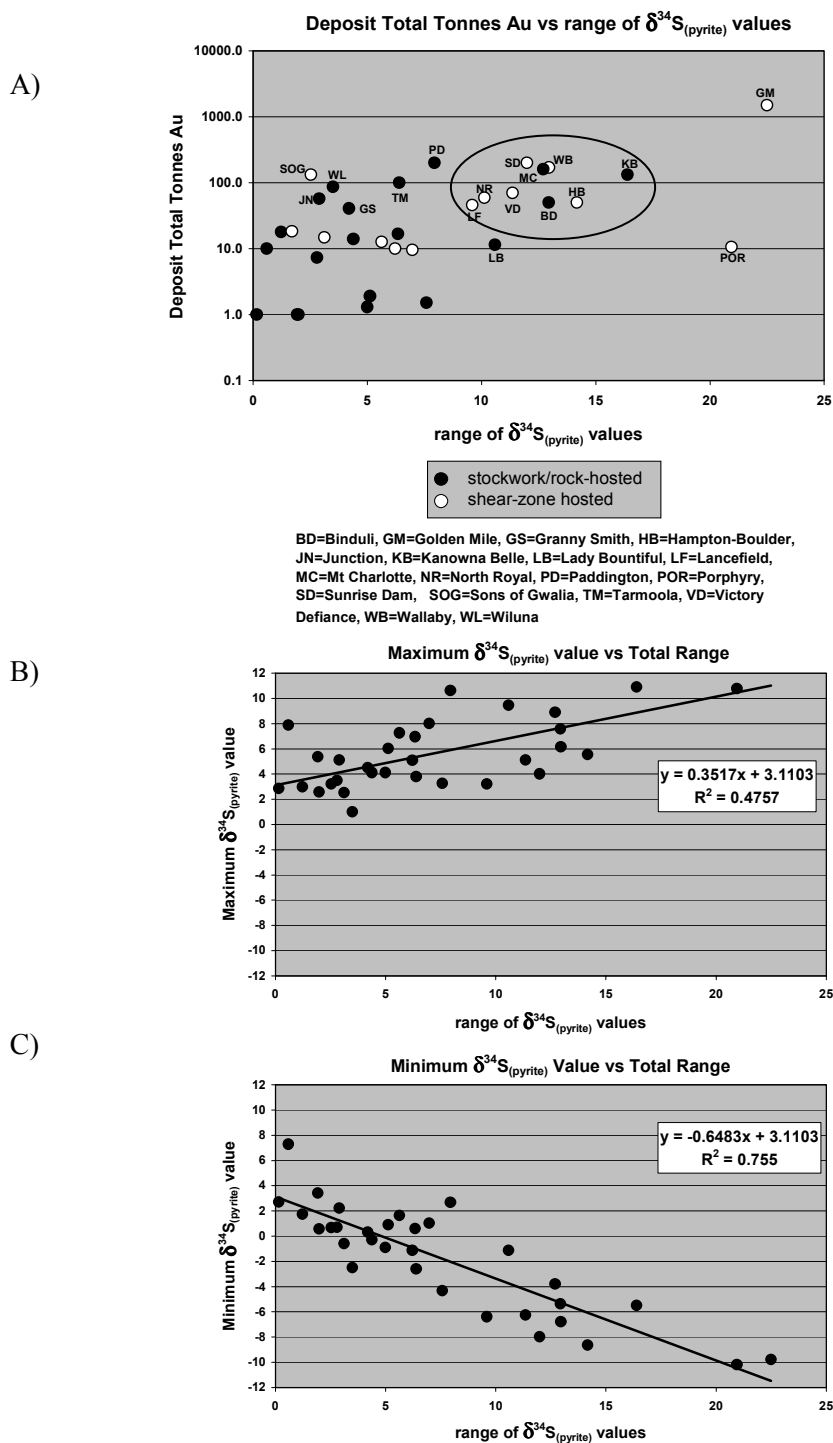 A)
Deposit Total Tonnes Au vs range of δ34S(pyrite) values
Deposit Total Tonnes Au
10000.0
1000.0
100.0
10.0
1.0
0.1
GM
PD
SOG
WL
JN
GS
TM
SD
WB
MC
KB
NR
HB
LF
VD
BD
LB
POR
0 5 10 15 20 25
range of δ34S(pyrite) values
stockwork/rock-hosted
shear-zone hosted
BD=Binduli, GM=Golden Mile, GS=Granny Smith, HB=Hampton-Boulder,
JN=Junction, KB=Kanowna Belle, LB=Lady Bountiful, LF=Lancefield,
MC=Mt Charlotte, NR=North Royal, PD=Paddington, POR=Porphyry,
SD=Sunrise Dam, SOG=Sons of Gwalia, TM=Tarmoola, VD=Victory
Defiance, WB=Wallaby, WL=Wiluna
B)
Maximum δ34S(pyrite) value vs Total Range
Maximum δ34S(pyrite) value
12
10
8
6
4
2
0
-2
-4
-6
-8
-10
-12
y = 0.3517x + 3.1103
R2 = 0.4757
0 5 10 15 20 25
range of δ34S(pyrite) values
C)
Minimum δ34S(pyrite) Value vs Total Range
Minimum δ34S(pyrite) value
12
10
8
6
4
2
0
-2
-4
-6
-8
-10
-12
y = -0.6483x + 3.1103
R2 = 0.755
0 5 10 15 20 25
range of δ34S(pyrite) values